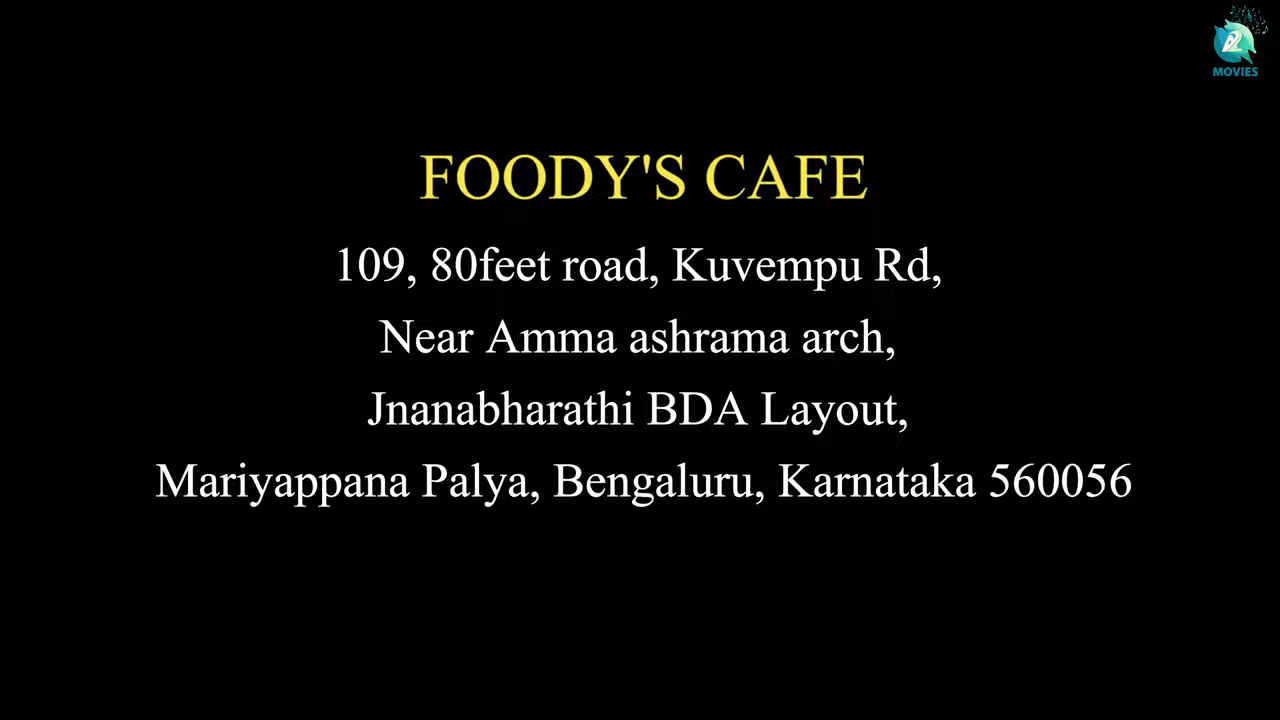 MOVIES
FOODY'S CAFE
109, 80feet road, Kuvempu Rd,
Near Amma ashrama arch,
Jnanabharathi BDA Layout,
Mariyappana Palya, Bengaluru, Karnataka 560056